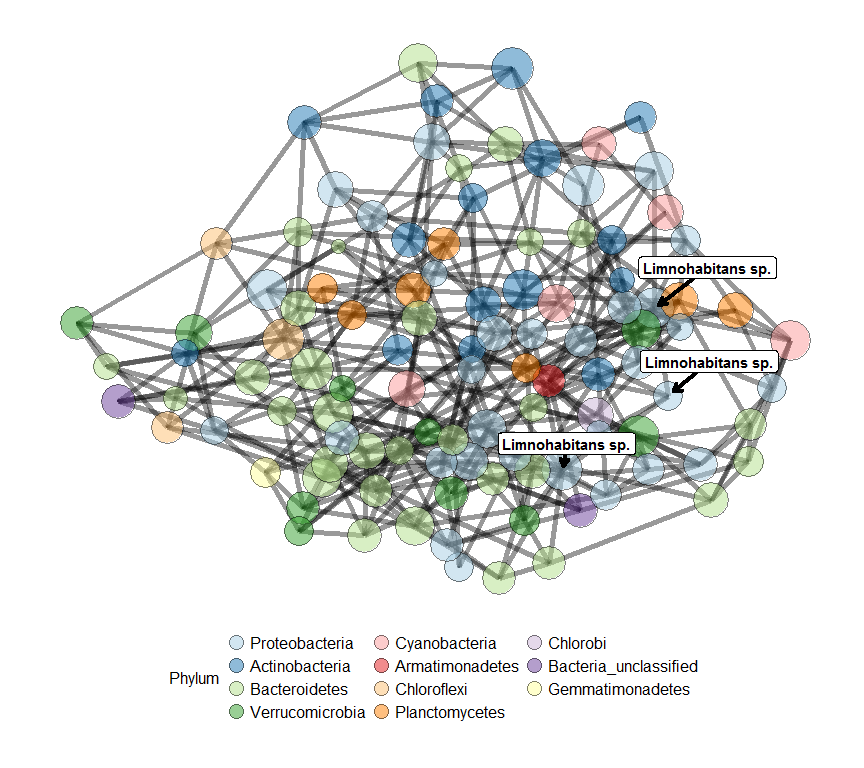 Limnohabitans sp.
Limnohabitans sp.
Limnohabitans sp.
Proteobacteria Cyanobacteria Chlorobi
Actinobacteria Armatimonadetes Bacteria_unclassified
Phylum
Bacteroidetes Chloroflexi Gemmatimonadetes
Verrucomicrobia Planctomycetes